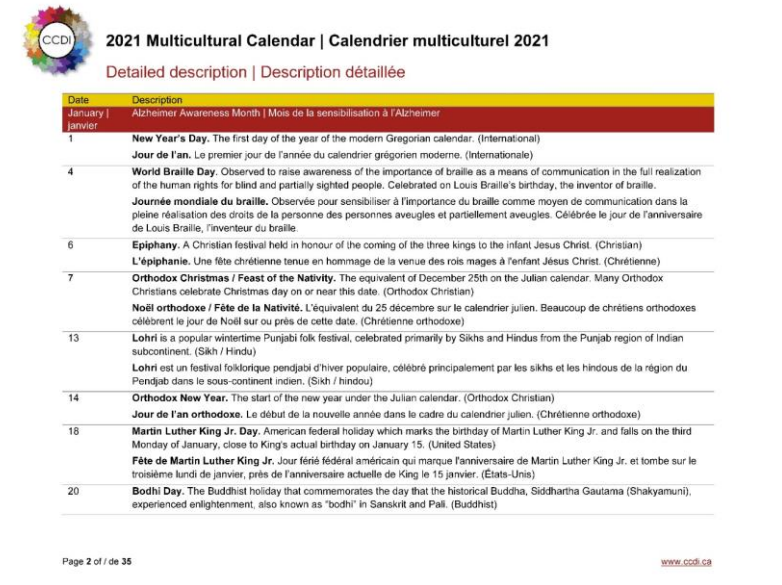 CCDI
2021 Multicultural Calendar | Calendrier multiculturel 2021
Detailed description | Description détaillée
Date Description
January | Alzheimer Awareness Month | Mois de la sensibilisation à l'Alzheimer
janvier
1 New Year's Day. The first day of the year of the modern Gregorian calendar. (International)
Jour de l'an. Le premier jour de l'année du calendrier grégorien moderne. (Internationale)
4 World Braille Day. Observed to raise awareness of the importance of braille as a means of communication in the full realization
of the human rights for blind and partially sighted people. Celebrated on Louis Braille's birthday, the inventor of braille.
Journée mondiale du braille. Observée pour sensibiliser à l'importance du braille comme moyen de communication dans la
pleine réalisation des droits de la personne des personnes aveugles et partiellement aveugles. Célébrée le jour de l'anniversaire
de Louis Braille, l'inventeur du braille.
6 Epiphany. A Christian festival held in honour of the coming of the three kings to the infant Jesus Christ. (Christian)
L'épiphanie. Une fête chrétienne tenue en hommage de la venue des rois mages à l'enfant Jésus Christ. (Chrétienne)
7 Orthodox Christmas / Feast of the Nativity. The equivalent of December 25th on the Julian calendar. Many Orthodox
Christians celebrate Christmas day on or near this date. (Orthodox Christian)
Noël orthodoxe / Fête de la Nativité. L'équivalent du 25 décembre sur le calendrier julien. Beaucoup de chrétiens orthodoxes
célèbrent le jour de Noël sur ou près de cette date. (Chrétienne orthodoxe)
13 Lohri is a popular wintertime Punjabi folk festival, celebrated primarily by Sikhs and Hindus from the Punjab region of Indian
subcontinent. (Sikh / Hindu)
Lohri est un festival folklorique pendjabi d'hiver populaire, célébré principalement par les sikhs et les hindous de la région du
Pendjab dans le sous-continent indien. (Sikh / hindou)
14 Orthodox New Year. The start of the new year under the Julian calendar. (Orthodox Christian)
Jour de l'an orthodoxe. Le début de la nouvelle année dans le cadre du calendrier julien. (Chrétienne orthodoxe)
18 Martin Luther King Jr. Day. American federal holiday which marks the birthday of Martin Luther King Jr. and falls on the third
Monday of January, close to King's actual birthday on January 15. (United States)
Fête de Martin Luther King Jr. Jour férié fédéral américain qui marque l'anniversaire de Martin Luther King Jr. et tombe sur le
troisième lundi de janvier, près de l'anniversaire actuelle de King le 15 janvier. (États-Unis)
20 Bodhi Day. The Buddhist holiday that commemorates the day that the historical Buddha, Siddhartha Gautama (Shakyamuni),
experienced enlightenment, also known as "bodhi" in Sanskrit and Pali. (Buddhist)
Page 2 of / de 35 www.ccdi.ca